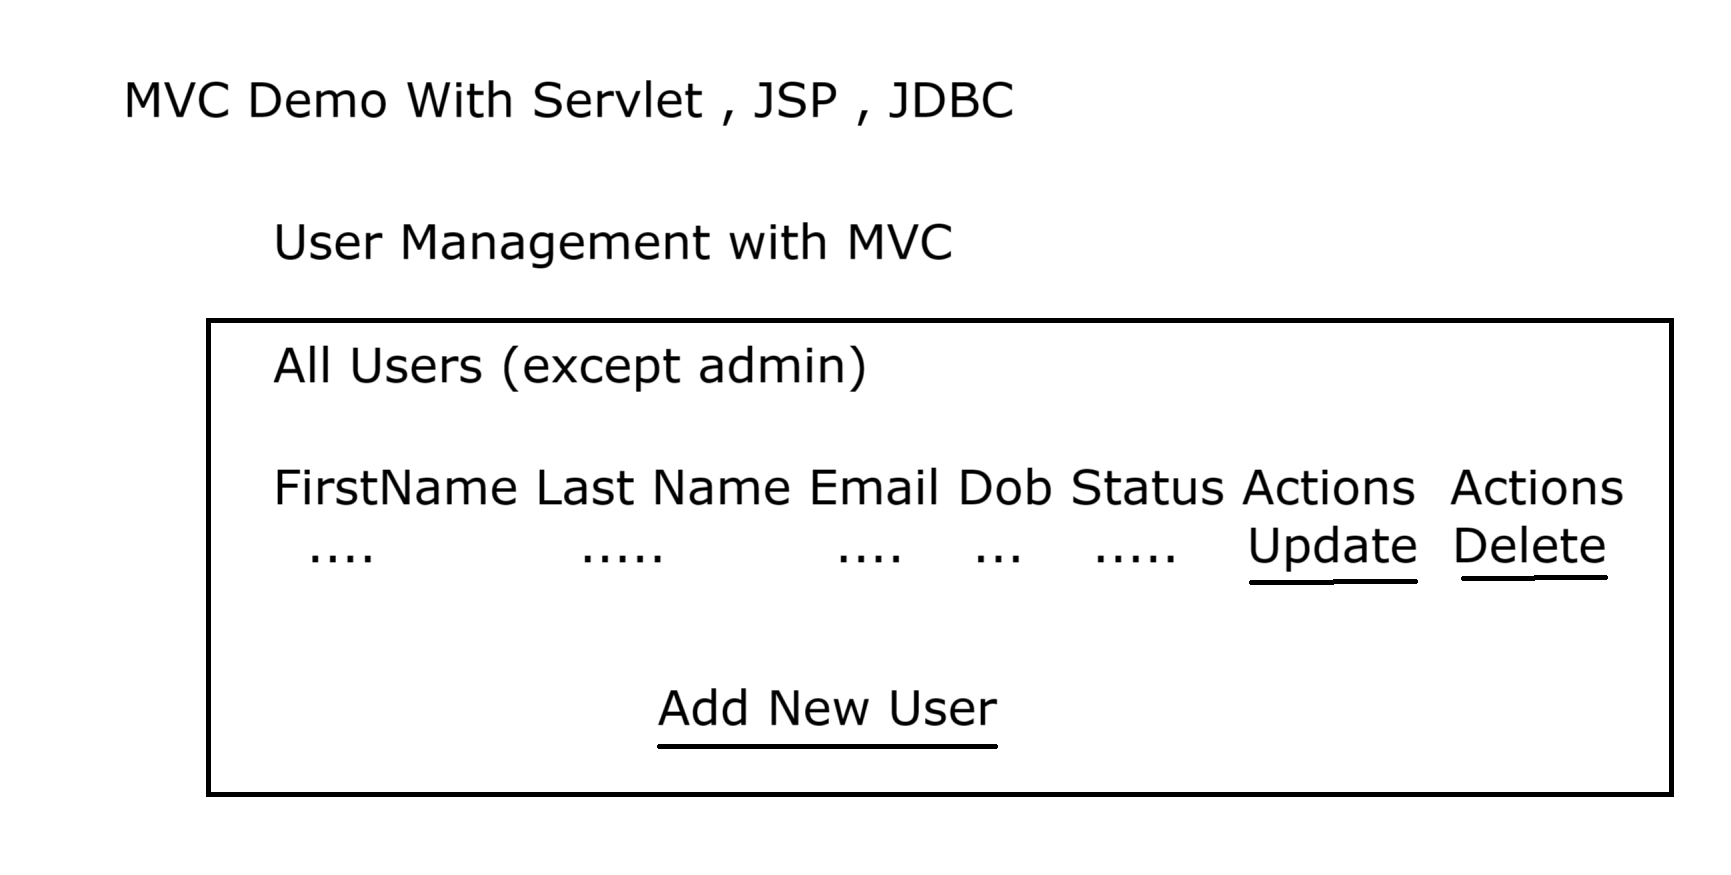 MVC Demo With Servlet , JSP , JDBC
User Management with MVC
All Users (except admin)
FirstName Last Name Email Dob Status Actions Actions
.... ..... .... ... ..... Update Delete
Add New User